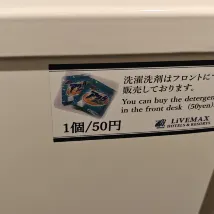 洗濯洗剤はフロントにて
販売しております。
You can buy the detergen
in the front desk (50yen)
1個/50円
LiVEMAX
HOTELS & RESORTS